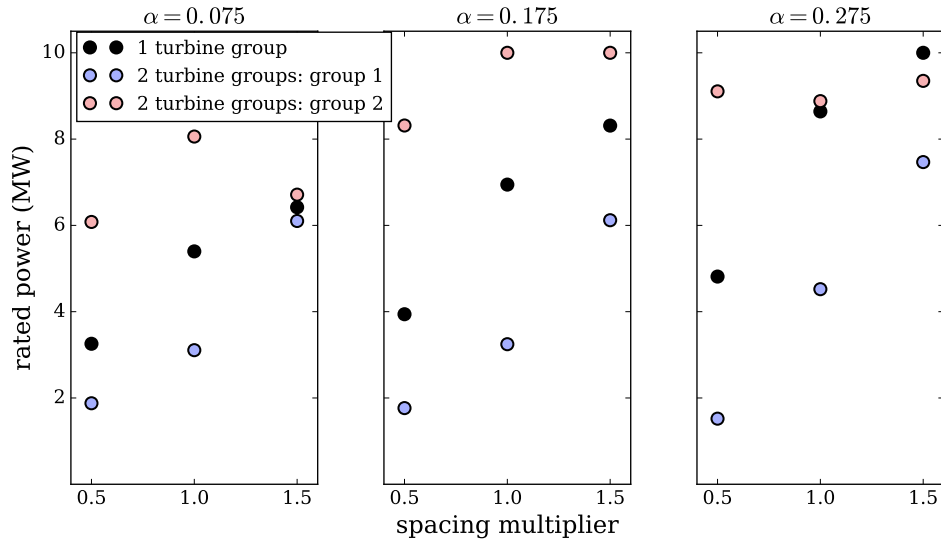 α = 0.075
α = 0.175
α = 0.275
1 turbine group
2 turbine groups: group 1
2 turbine groups: group 2
rated power (MW)
10
8
6
4
2
0.5 1.0 1.5
0.5 1.0 1.5
0.5 1.0 1.5
spacing multiplier